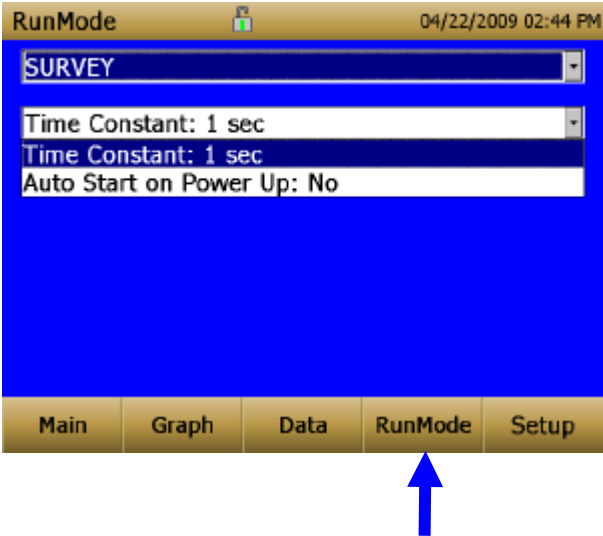 RunMode 04/22/2009 02:44 PM
SURVEY
Time Constant: 1 sec
Time Constant: 1 sec
Auto Start on Power Up: No
Main Graph Data RunMode Setup